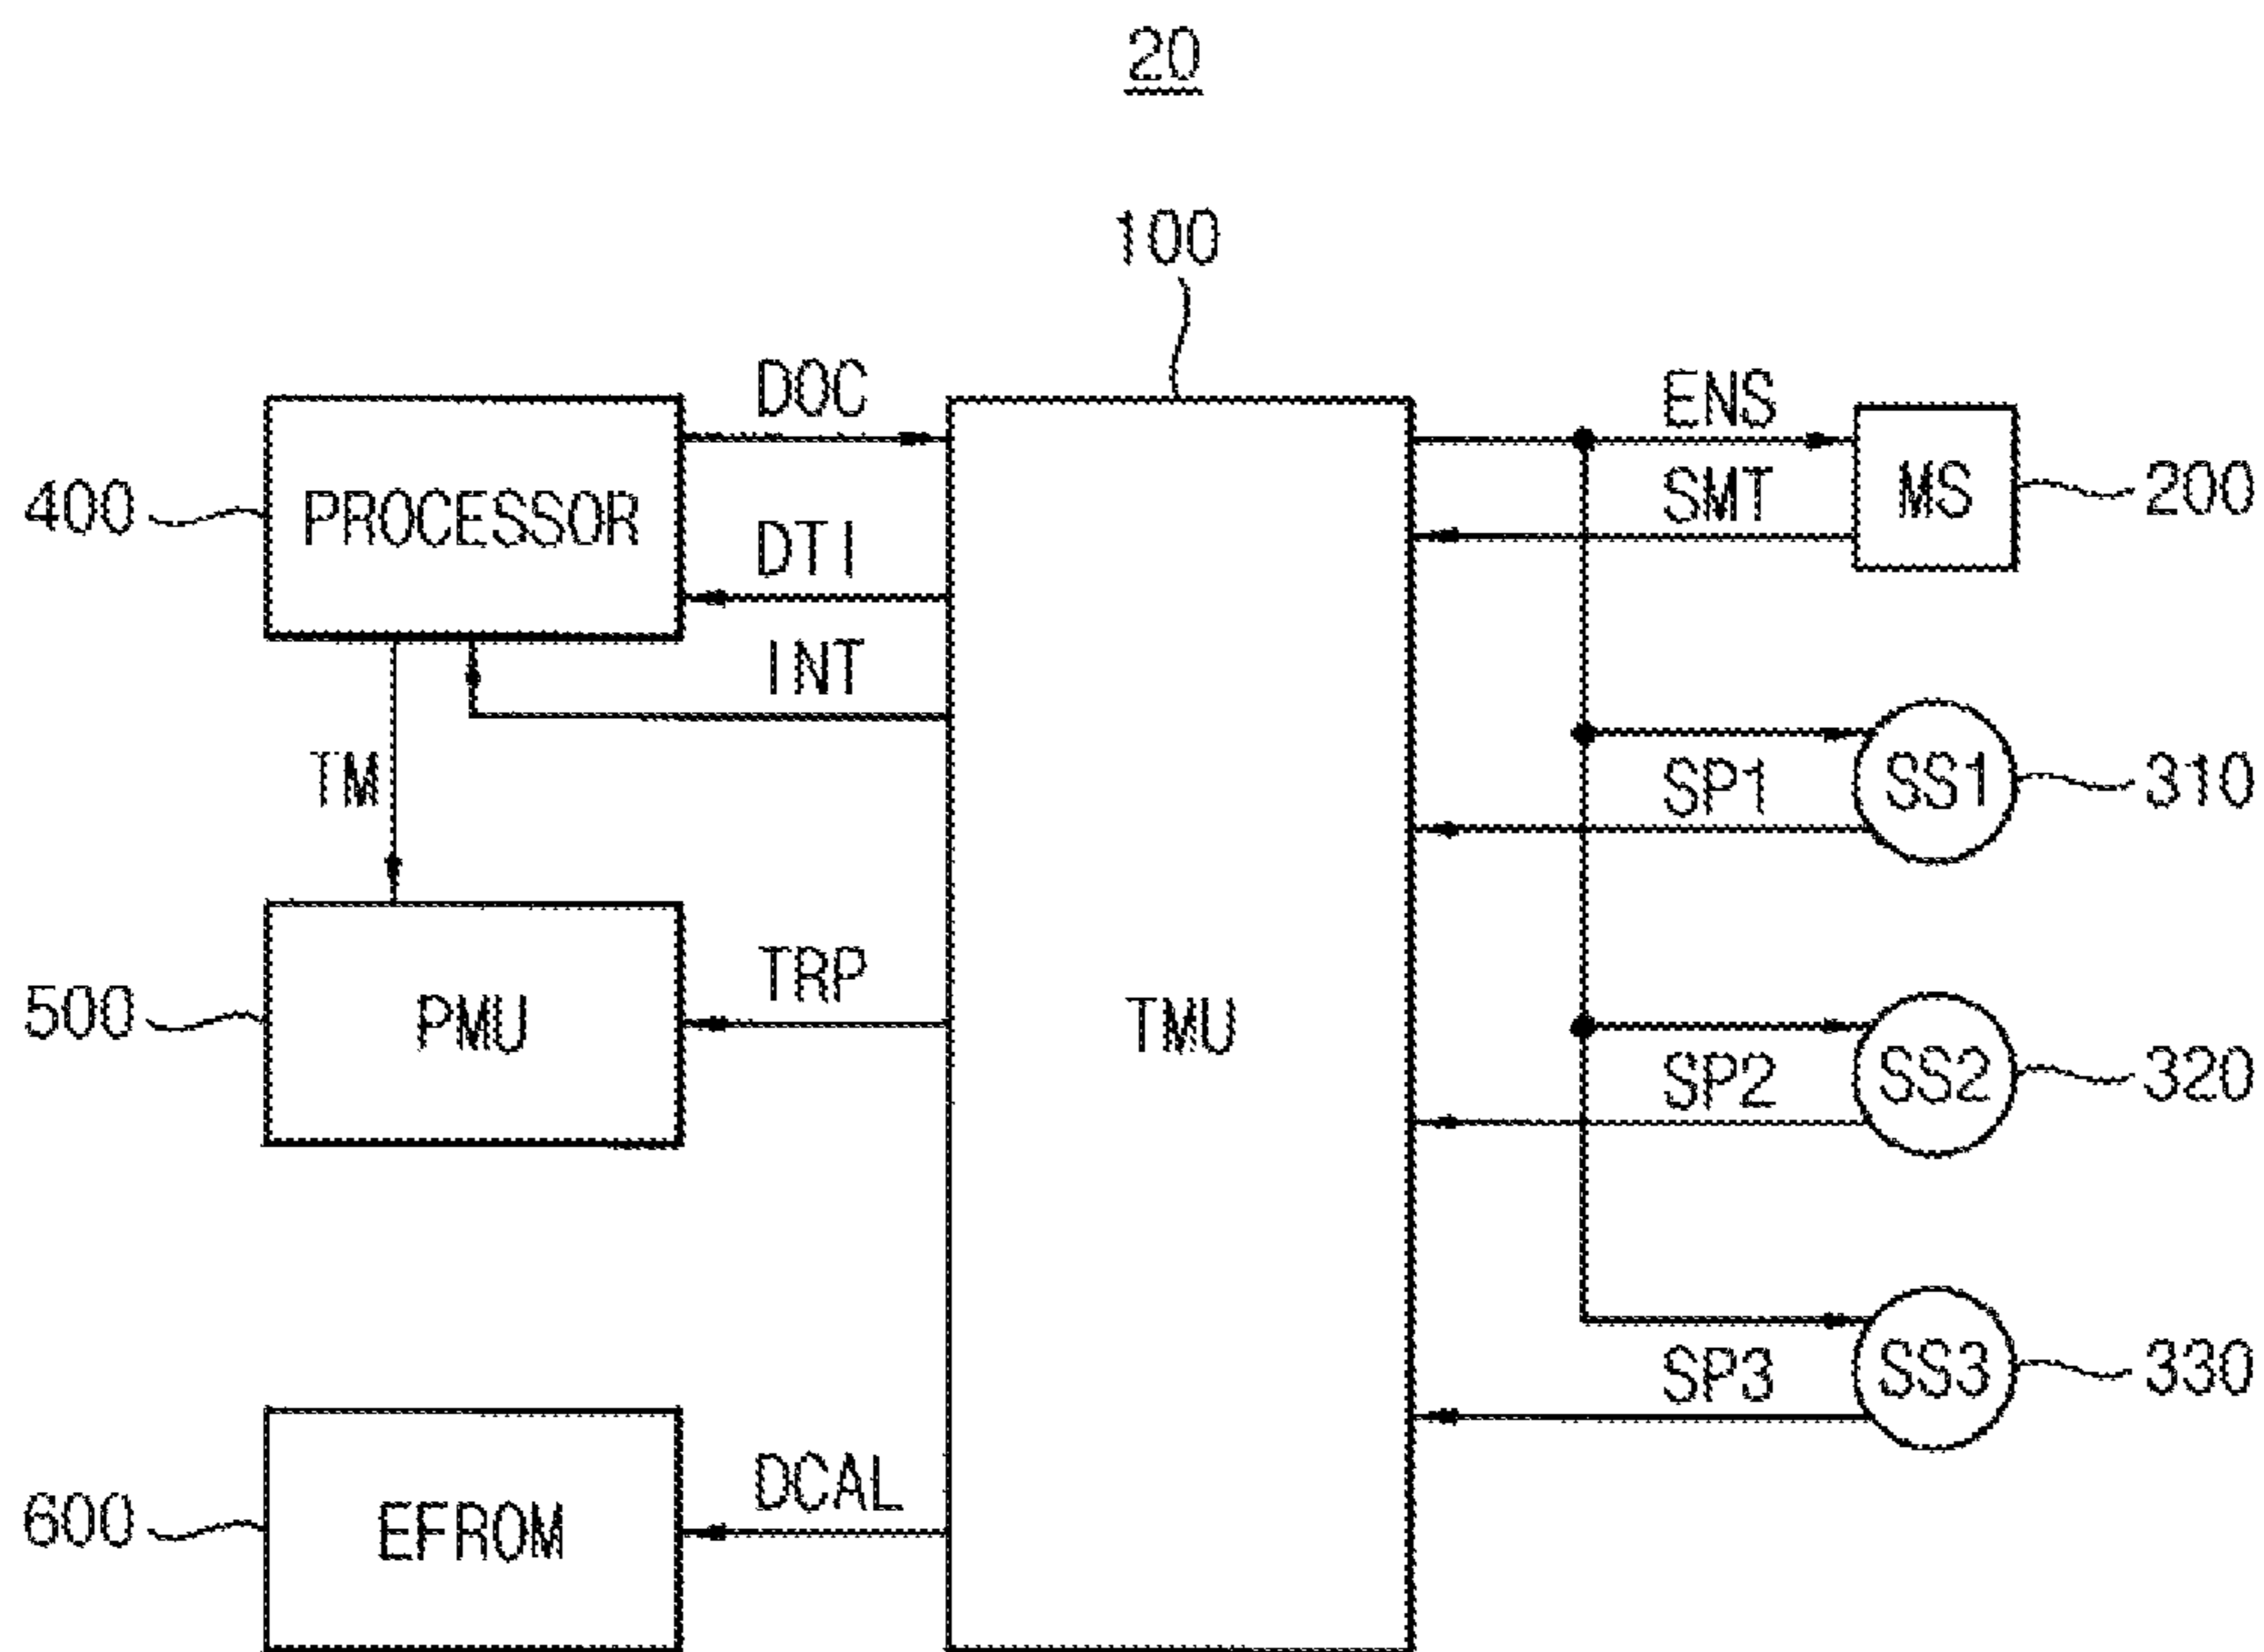 20
100
DOC
ENS
400
PROCESSOR
SMT
MS
200
DTI
INT
TM
SP1
SS1
310
TRP
500
PMU
TMU
SP2
SS2
320
SP3
SS3
330
DCAL
600
EFROM